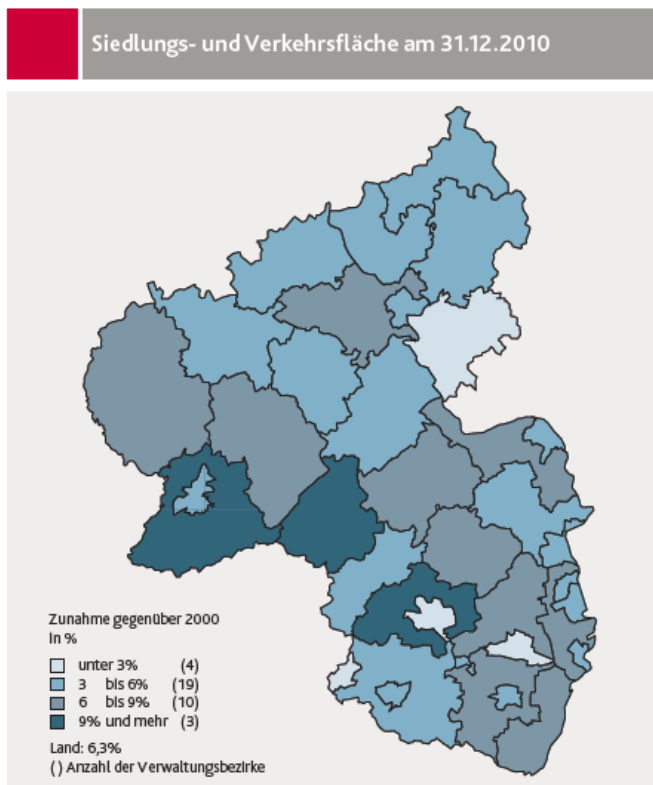 Siedlungs- und Verkehrsfläche am 31.12.2010
Zunahme gegenüber 2000
In %
unter 3% (4)
3 bis 6% (19)
6 bis 9% (10)
9% und mehr (3)
Land: 6,3%
( ) Anzahl der Verwaltungsbezirke